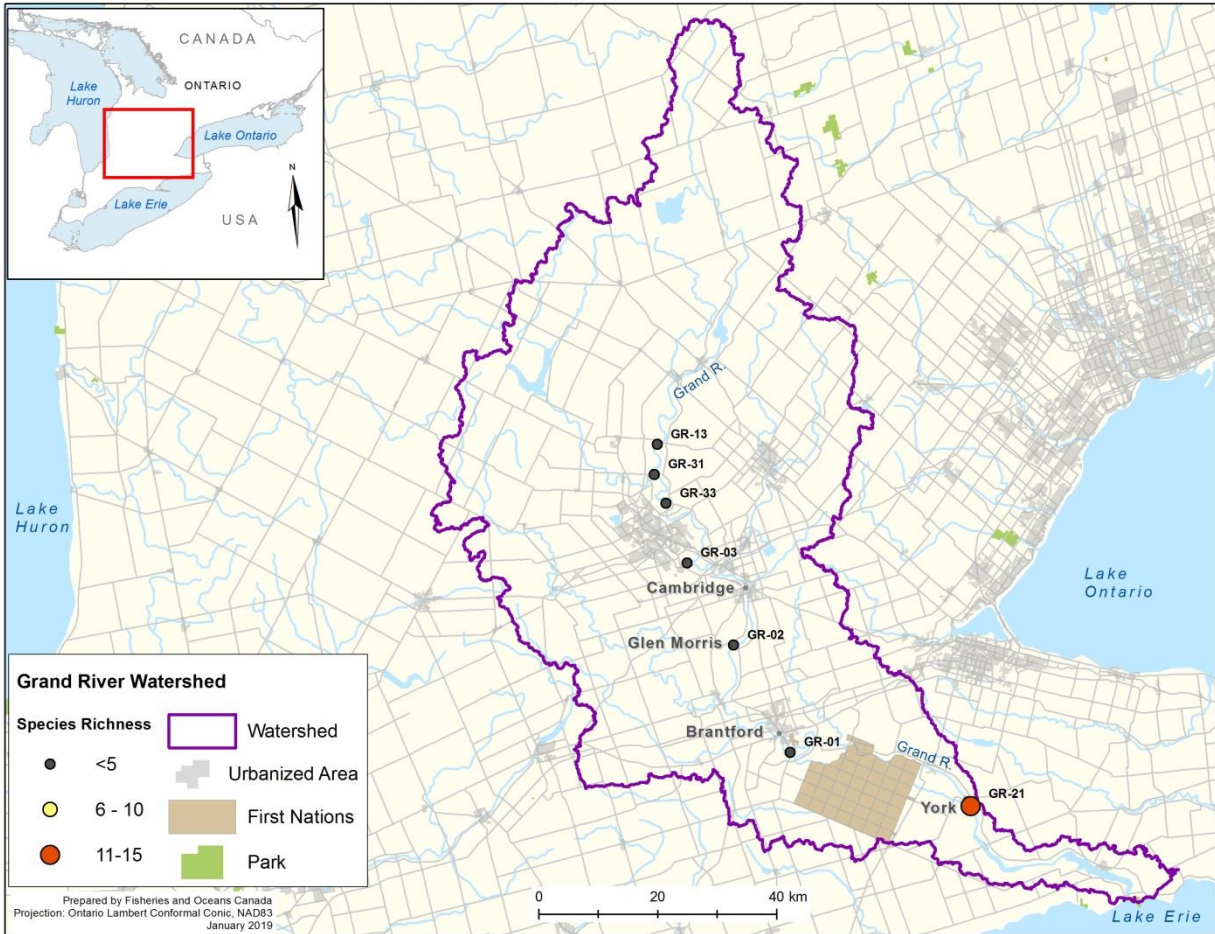 CANADA
Lake
Huron
ONTARIO
Lake Ontario
N
Lake Erie
USA
Grand R.
GR-13
GR-31
GR-33
GR-03
Cambridge
Lake
Huron
Lake
Ontario
Glen Morris
GR-02
Brantford
GR-01
Grand R.
York
GR-21
Grand River Watershed
Species Richness
<5
6 - 10
11-15
Watershed
Urbanized Area
First Nations
Park
Prepared by Fisheries and Oceans Canada
Projection: Ontario Lambert Conformal Conic, NAD83
January 2019
0 20 40 km
Lake Erie